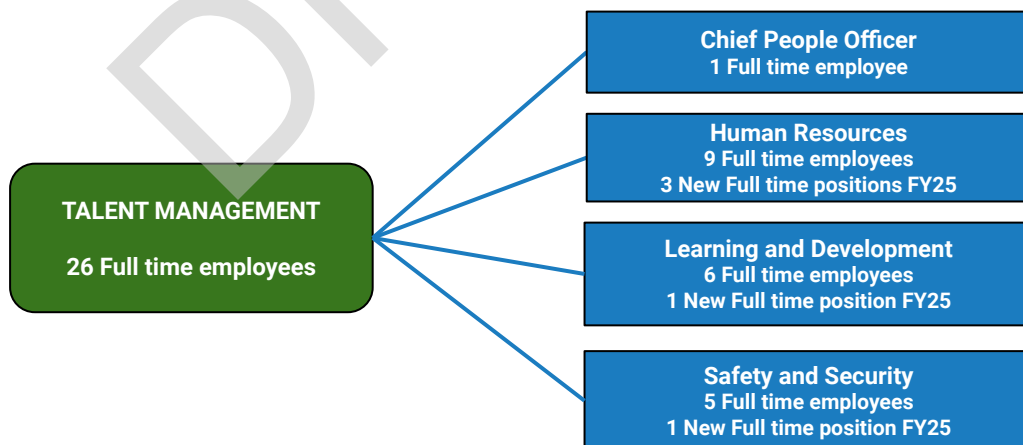 Chief People Officer
1 Full time employee
Human Resources
9 Full time employees
3 New Full time positions FY25
TALENT MANAGEMENT
26 Full time employees
Learning and Development
6 Full time employees
1 New Full time position FY25
Safety and Security
5 Full time employees
1 New Full time position FY25